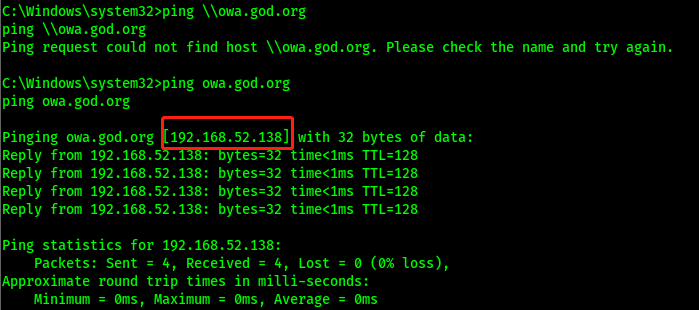 C:\Windows\system32>ping \\owa.god.org
ping \\owa.god.org
Ping request could not find host \\owa.god.org. Please check the name and try again.
C:\Windows\system32>ping owa.god.org
ping owa.god.org
Pinging owa.god.org [192.168.52.138] with 32 bytes of data:
Reply from 192.168.52.138: bytes=32 time<1ms TTL=128
Reply from 192.168.52.138: bytes=32 time<1ms TTL=128
Reply from 192.168.52.138: bytes=32 time<1ms TTL=128
Reply from 192.168.52.138: bytes=32 time<1ms TTL=128
Ping statistics for 192.168.52.138:
    Packets: Sent = 4, Received = 4, Lost = 0 (0% loss),
Approximate round trip times in milli-seconds:
    Minimum = 0ms, Maximum = 0ms, Average = 0ms